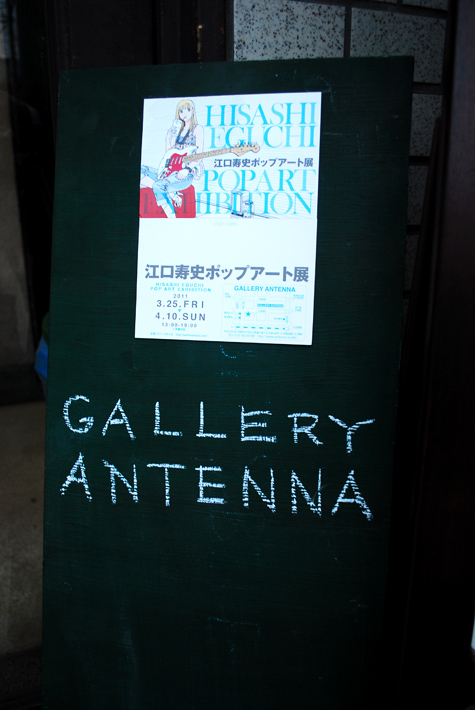 HISASHI
EGUCHI
江口寿史ポップアート展
POP ART
EXHIBITION
江口寿史ポップアート展
HISASHI EGUCHI
POP ART EXHIBITION
2011
3.25.FRI
4.10.SUN
GALLERY ANTENNA
GALLERY
ANTENNA